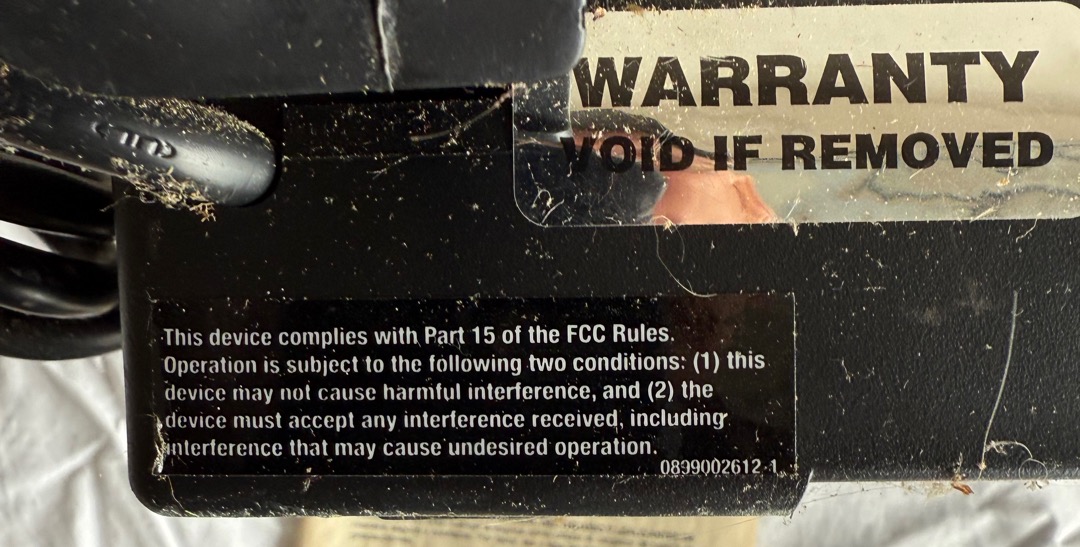 WARRANTY
VOID IF REMOVED
This device complies with Part 15 of the FCC Rules.
Operation is subject to the following two conditions: (1) this
device may not cause harmful interference, and (2) the
device must accept any interference received, including
interference that may cause undesired operation.
0899002612-1